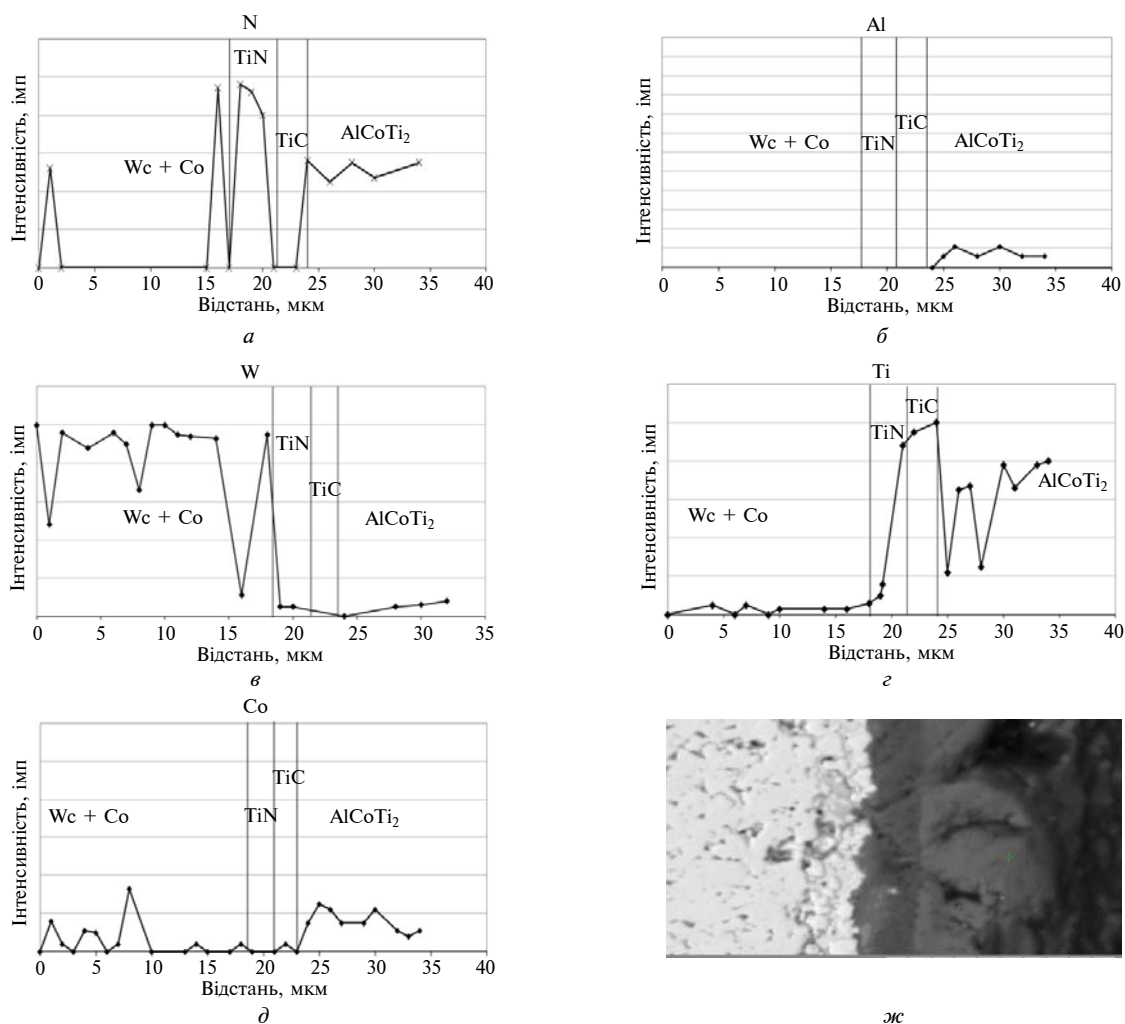 N
Al
Інтенсивність, імп
TiN
TiC
AlCoTi₂
Wc + Co
0 5 10 15 20 25 30 35 40
Відстань, мкм
а
Інтенсивність, імп
TiC
Wc + Co
TiN
AlCoTi₂
0 5 10 15 20 25 30 35 40
Відстань, мкм
б
W
Ti
Інтенсивність, імп
TiN
TiC
Wc + Co
AlCoTi₂
0 5 10 15 20 25 30 35
Відстань, мкм
в
Інтенсивність, імп
TiC
TiN
AlCoTi₂
Wc + Co
0 5 10 15 20 25 30 35 40
Відстань, мкм
г
Co
Інтенсивність, імп
TiC
Wc + Co
TiN
AlCoTi₂
0 5 10 15 20 25 30 35 40
Відстань, мкм
д
ж